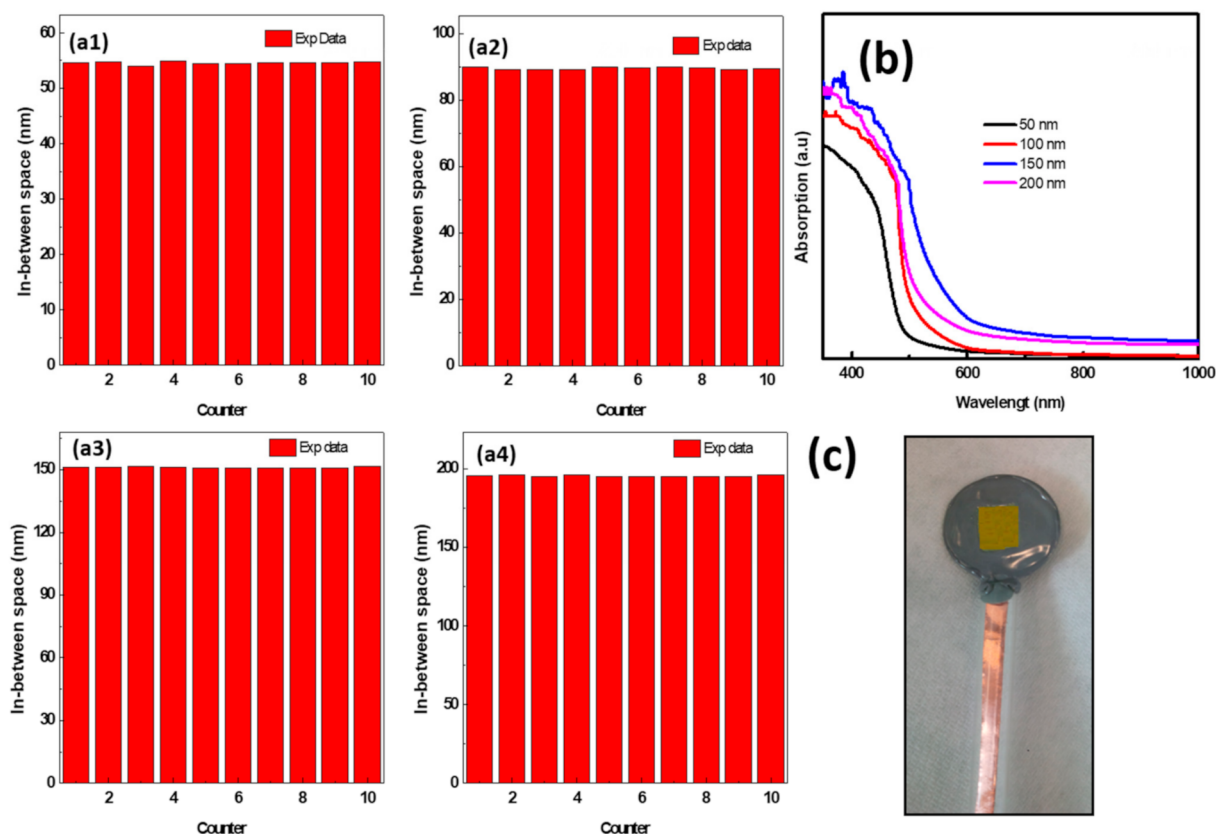 (a1)
Exp Data
In-between space (nm)
60
50
40
30
20
10
0
2 4 6 8 10
Counter
(a2)
Exp data
In-between space (nm)
100
80
60
40
20
0
2 4 6 8 10
Counter
(b)
50 nm
100 nm
150 nm
200 nm
Absorption (a.u)
400 600 800 1000
Wavelengt (nm)
(a3)
Exp data
In-between space (nm)
150
120
90
60
30
0
2 4 6 8 10
Counter
(a4)
Exp data
In-between space (nm)
200
150
100
50
0
2 4 6 8 10
Counter
(c)